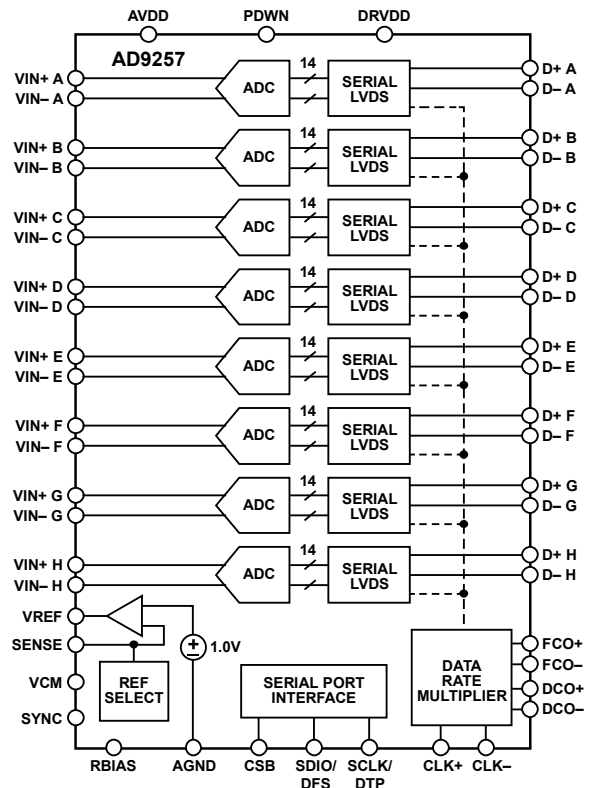 AVDD PDWN DRVDD
AD9257
VIN+ A ADC 14 SERIAL LVDS D+ A
VIN– A D– A
VIN+ B ADC 14 SERIAL LVDS D+ B
VIN– B D– B
VIN+ C ADC 14 SERIAL LVDS D+ C
VIN– C D– C
VIN+ D ADC 14 SERIAL LVDS D+ D
VIN– D D– D
VIN+ E ADC 14 SERIAL LVDS D+ E
VIN– E D– E
VIN+ F ADC 14 SERIAL LVDS D+ F
VIN– F D– F
VIN+ G ADC 14 SERIAL LVDS D+ G
VIN– G D– G
VIN+ H ADC 14 SERIAL LVDS D+ H
VIN– H D– H
VREF
SENSE
VCM
SYNC
+
–
1.0V
REF
SELECT
SERIAL PORT
INTERFACE
DATA
RATE
MULTIPLIER
FCO+
FCO–
DCO+
DCO–
RBIAS AGND CSB SDIO/ SCLK/ CLK+ CLK–
DFS DTP